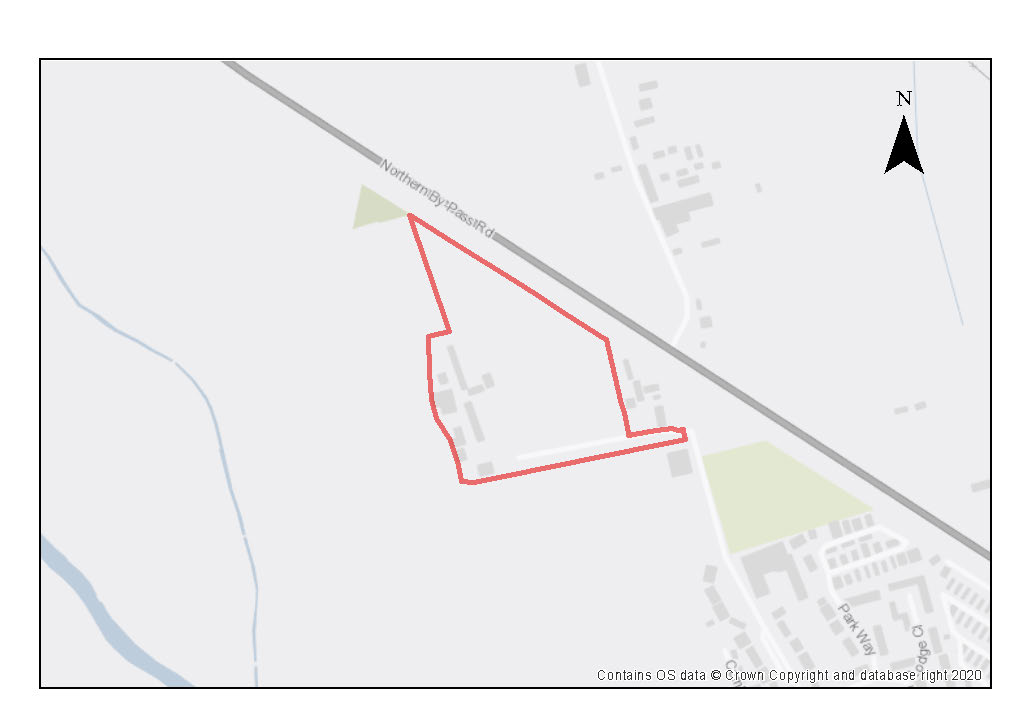 N
Northern By-Pass Rd
Park Way
Contains OS data © Crown Copyright and database right 2020